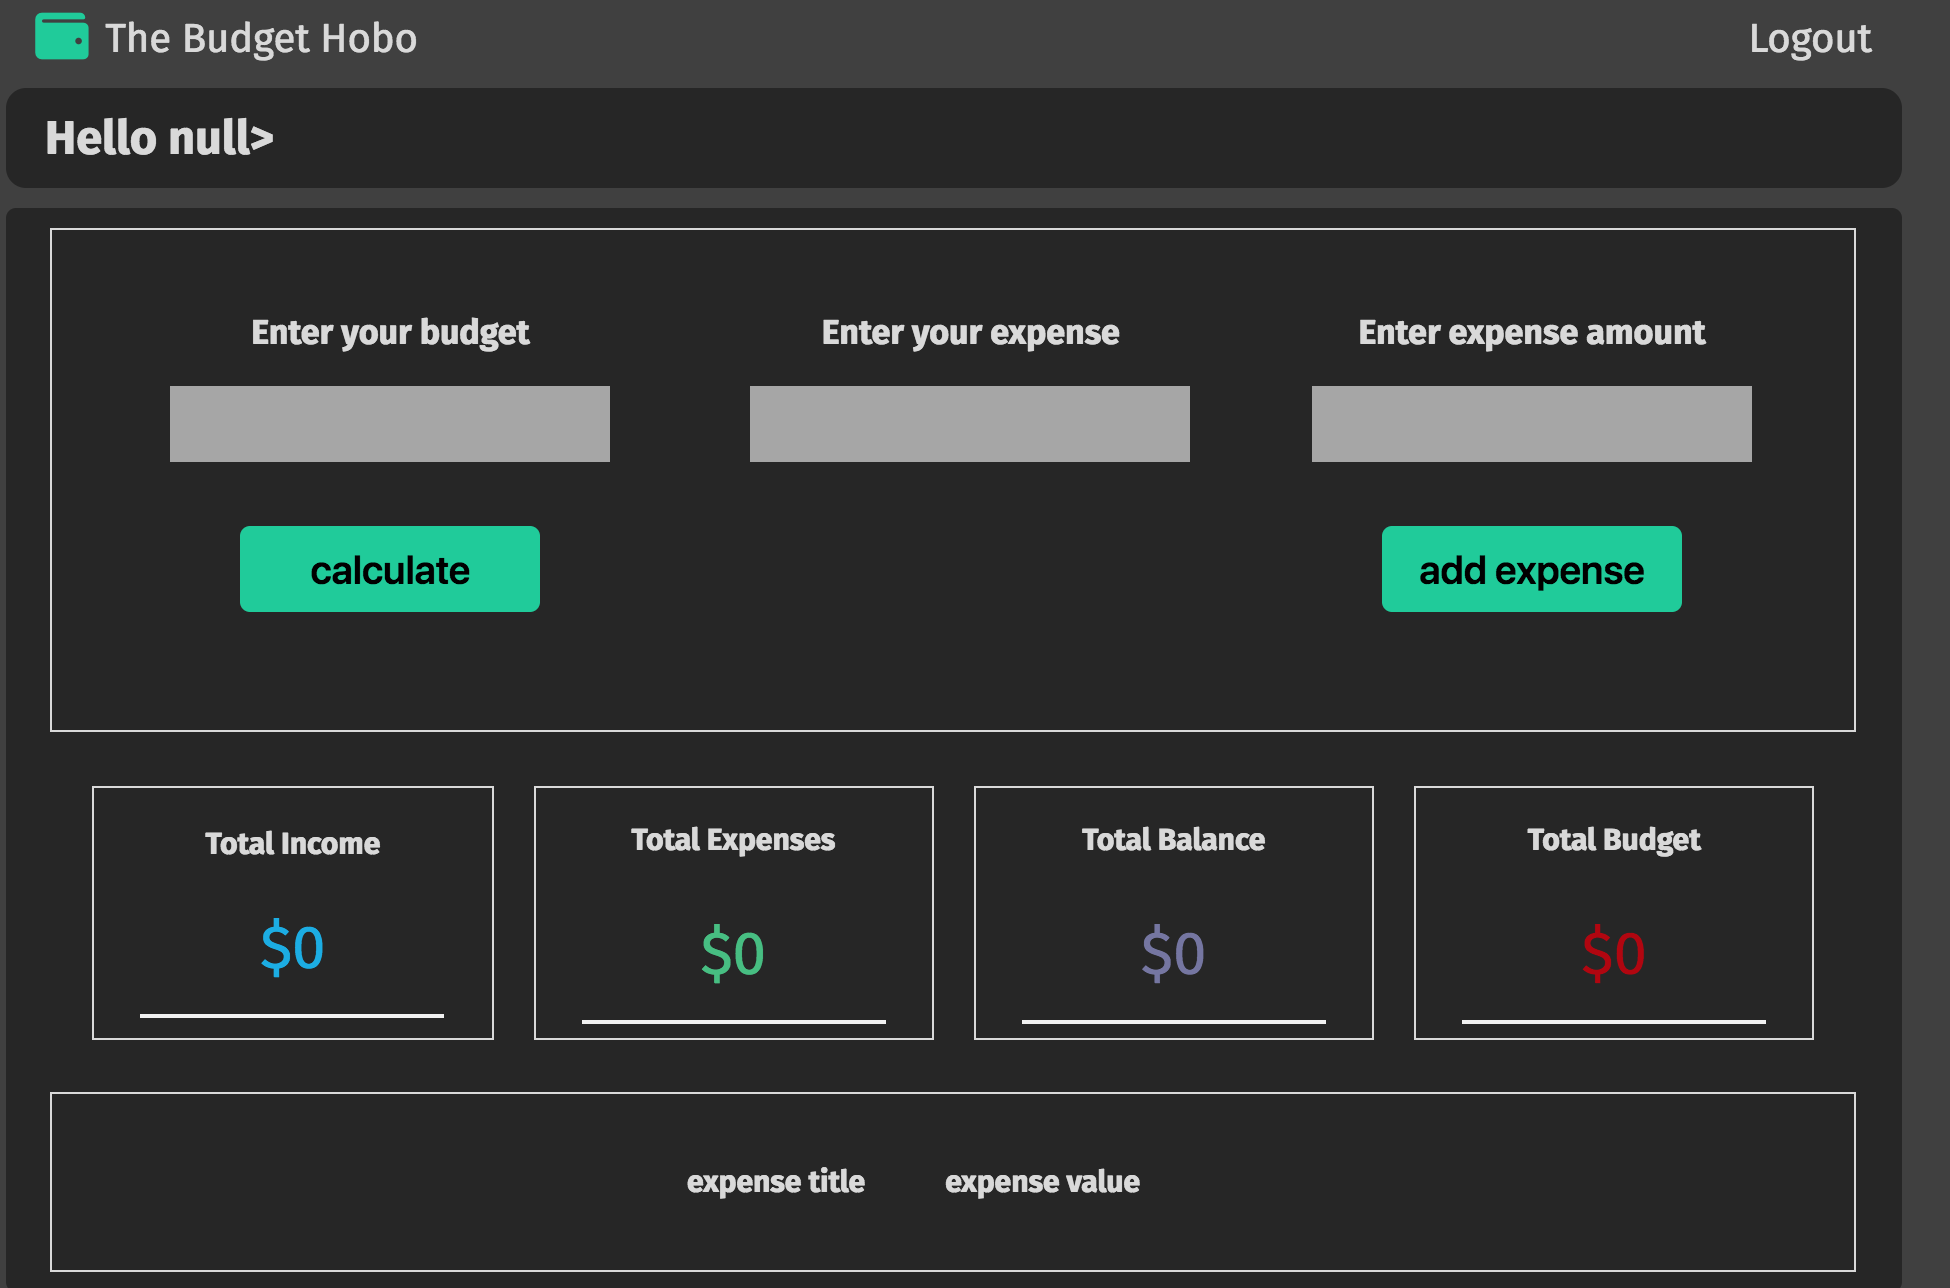 The Budget Hobo
Logout
Hello null>
Enter your budget
Enter your expense
Enter expense amount
calculate
add expense
Total Income
Total Expenses
Total Balance
Total Budget
$0
$0
$0
$0
expense title
expense value